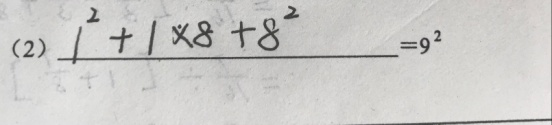 (2) 1² + 1 × 8 + 8² =9²